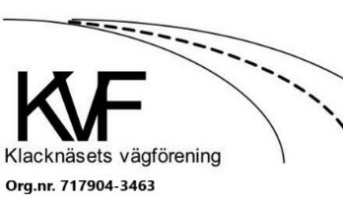 KVF
Klacknäsets vägförening
Org.nr. 717904-3463